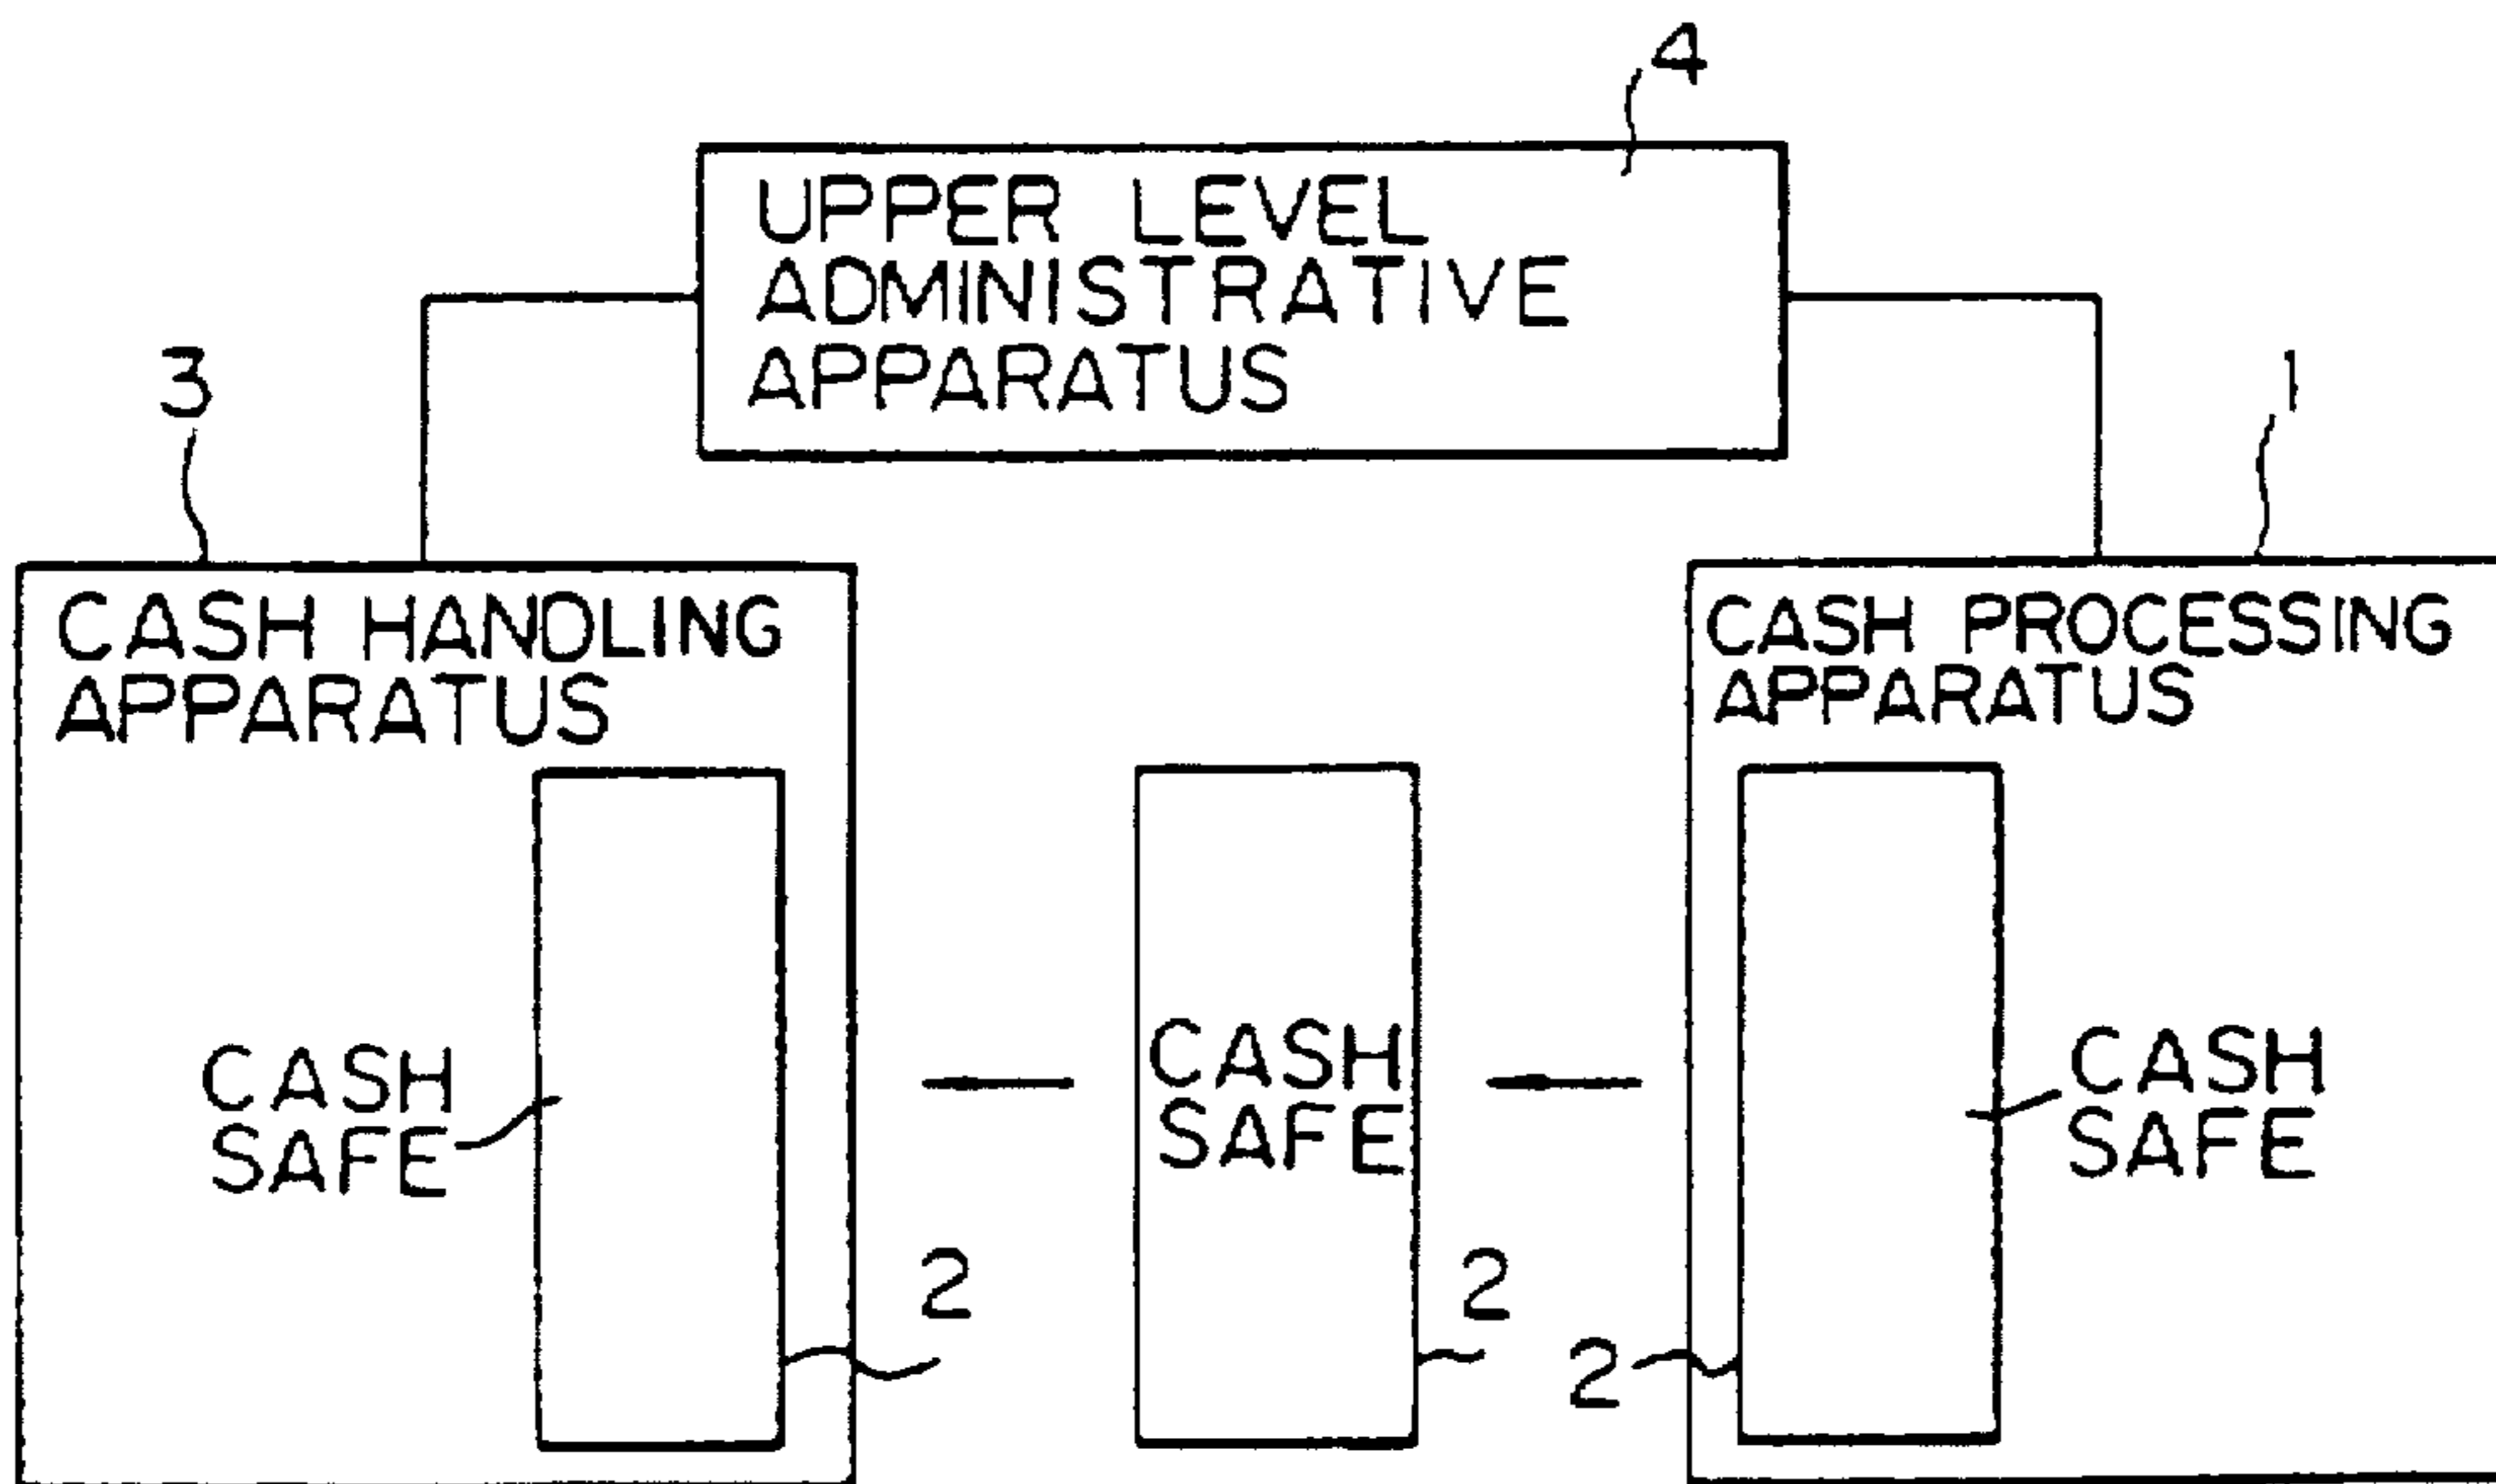 4
UPPER LEVEL
ADMINISTRATIVE
APPARATUS
3
1
CASH HANDLING
APPARATUS
CASH PROCESSING
APPARATUS
CASH
SAFE
CASH
SAFE
CASH
SAFE
2
2
2